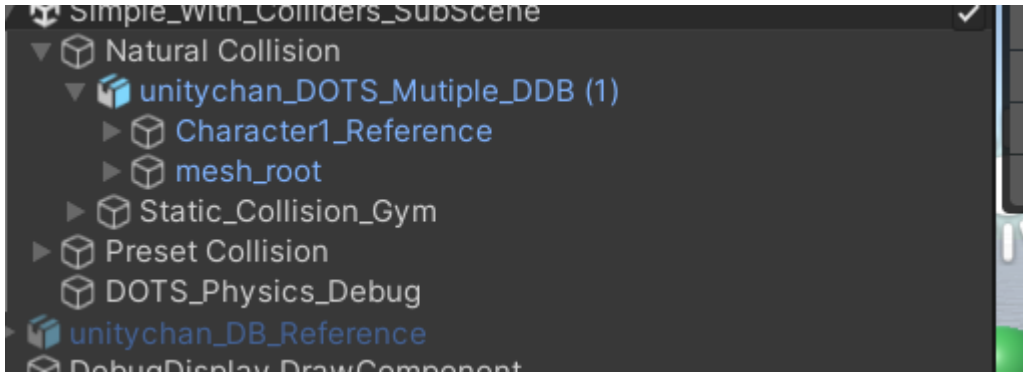 Simple_With_Colliders_SubScene
Natural Collision
unitychan_DOTS_Mutiple_DDB (1)
Character1_Reference
mesh_root
Static_Collision_Gym
Preset Collision
DOTS_Physics_Debug
unitychan_DB_Reference
DebugDisplay.DrawComponent